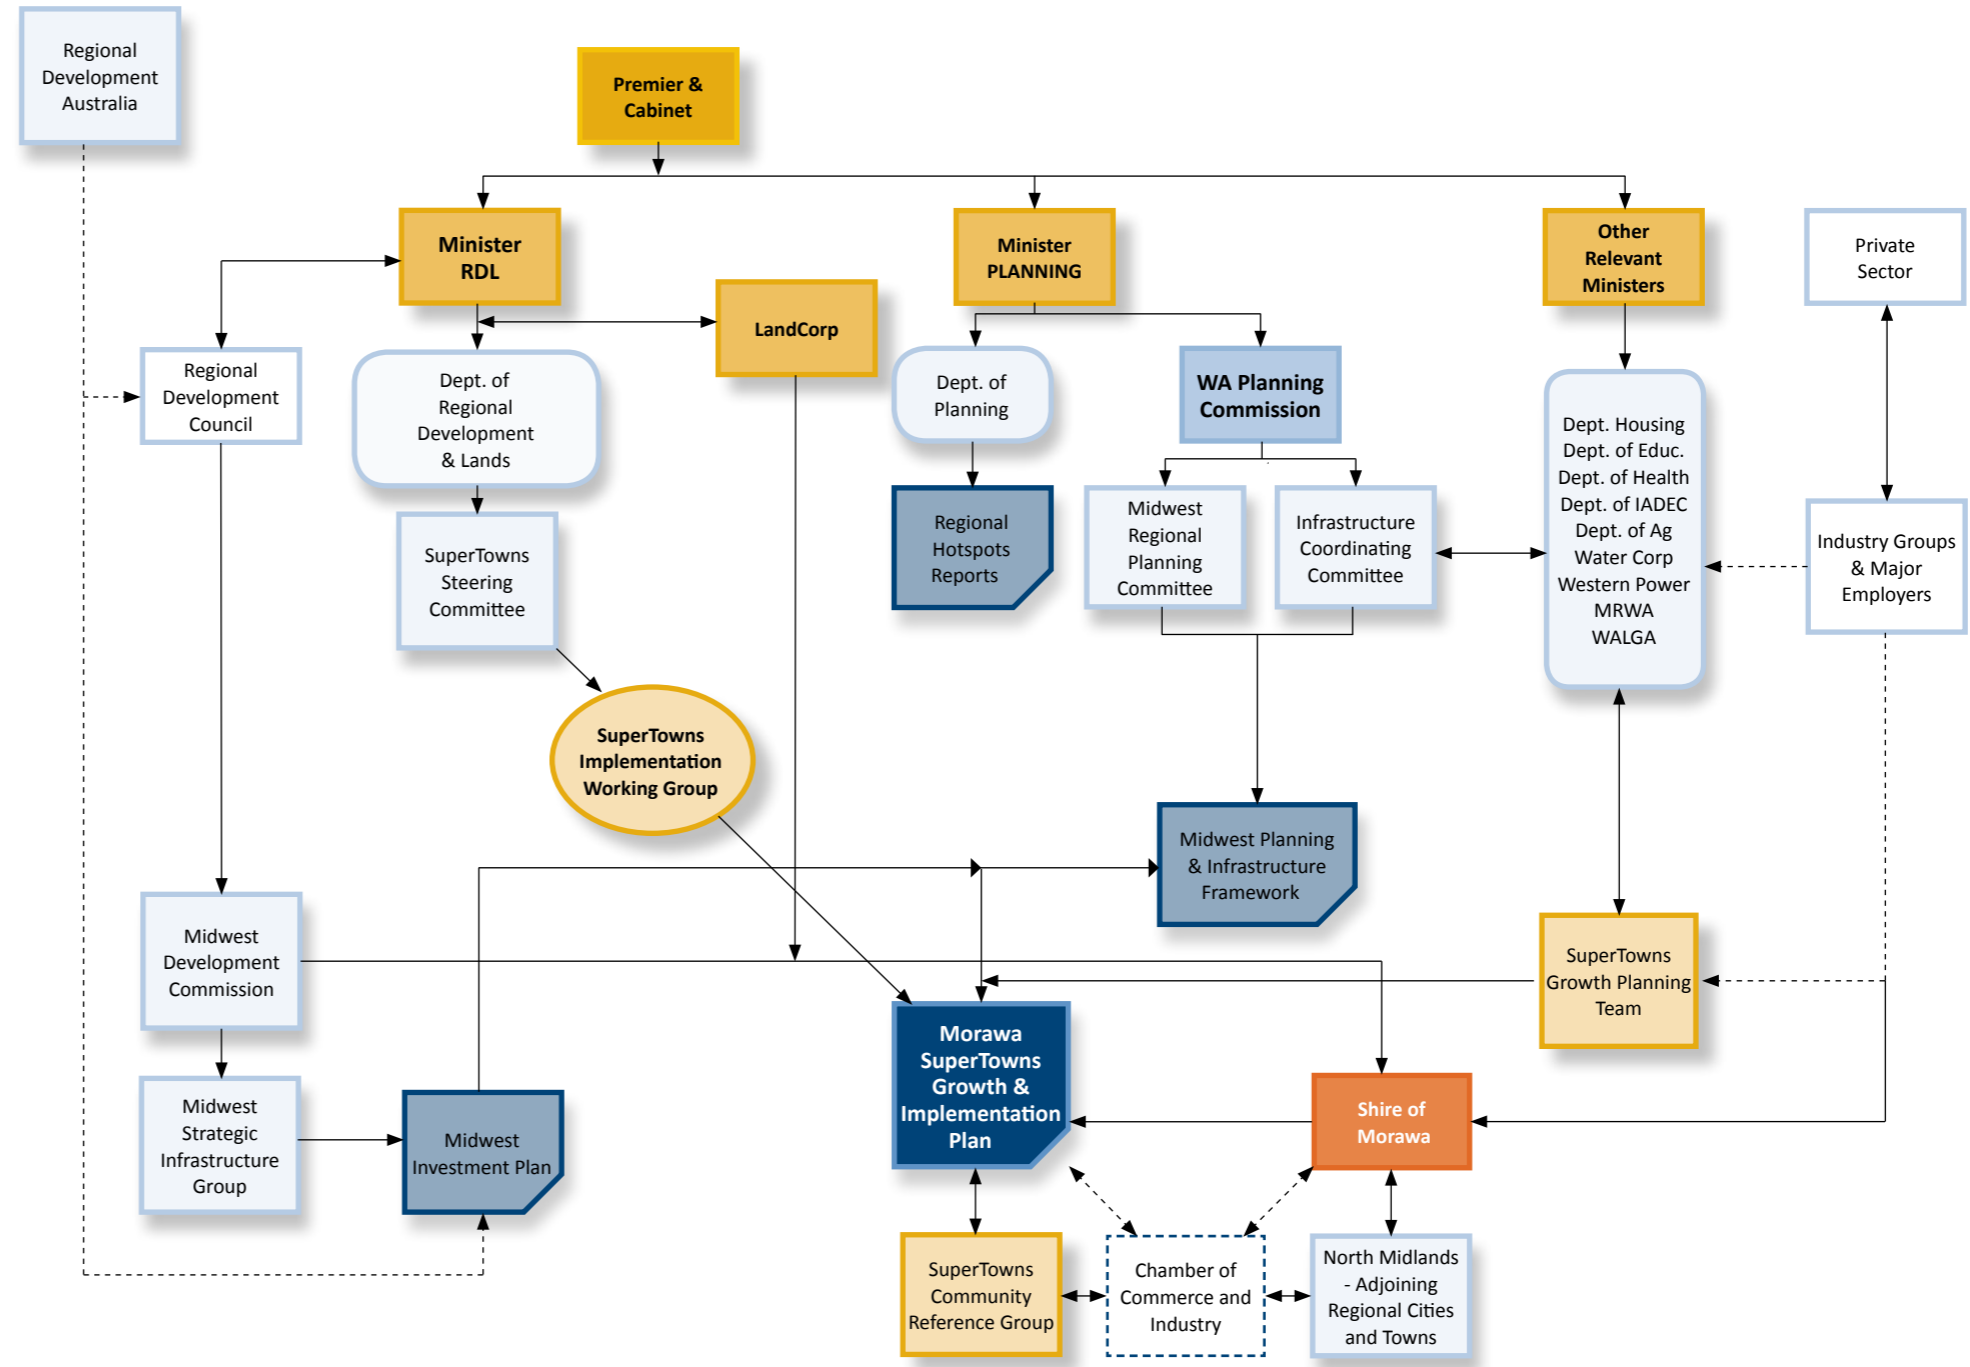 Regional
Development
Australia
Premier &
Cabinet
Minister
RDL
Minister
PLANNING
Other
Relevant
Ministers
Private
Sector
LandCorp
Regional
Development
Council
Dept. of
Regional
Development
& Lands
Dept. of
Planning
WA Planning
Commission
Dept. Housing
Dept. of Educ.
Dept. of Health
Dept. of IADEC
Dept. of Ag
Water Corp
Western Power
MRWA
WALGA
SuperTowns
Steering
Committee
Regional
Hotspots
Reports
Midwest
Regional
Planning
Committee
Infrastructure
Coordinating
Committee
Industry Groups
& Major
Employers
SuperTowns
Implementation
Working Group
Midwest Planning
& Infrastructure
Framework
Midwest
Development
Commission
SuperTowns
Growth Planning
Team
Morawa
SuperTowns
Growth &
Implementation
Plan
Midwest
Strategic
Infrastructure
Group
Midwest
Investment Plan
Shire of
Morawa
SuperTowns
Community
Reference Group
Chamber of
Commerce and
Industry
North Midlands
- Adjoining
Regional Cities
and Towns